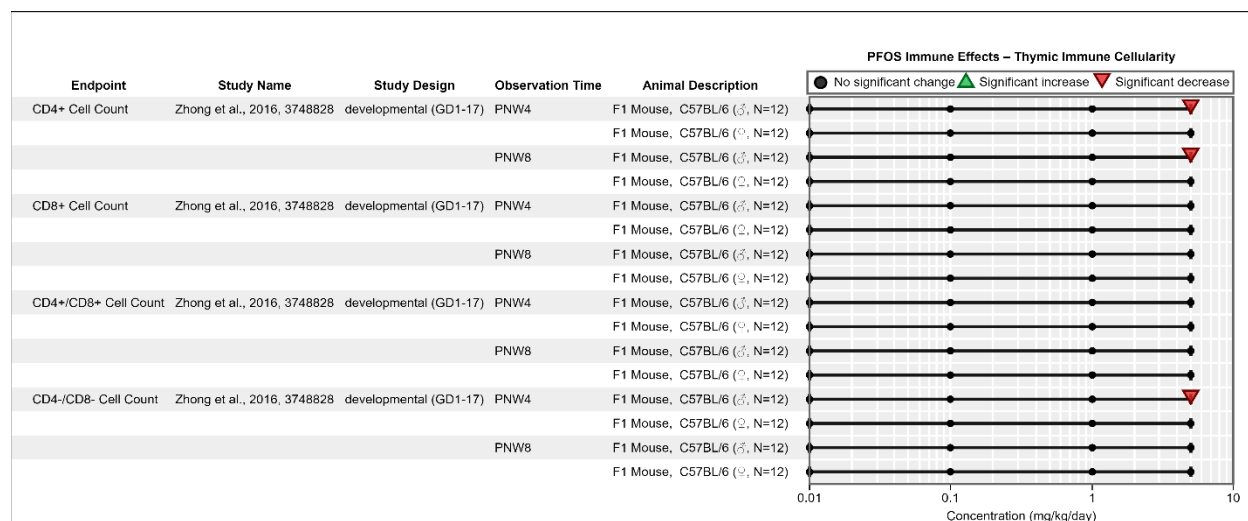 PFOS Immune Effects – Thymic Immune Cellularity
No significant change Significant increase Significant decrease
Endpoint Study Name Study Design Observation Time Animal Description
CD4+ Cell Count Zhong et al., 2016, 3748828 developmental (GD1-17) PNW4 F1 Mouse, C57BL/6 (♂, N=12)
F1 Mouse, C57BL/6 (♀, N=12)
PNW8 F1 Mouse, C57BL/6 (♂, N=12)
F1 Mouse, C57BL/6 (♀, N=12)
CD8+ Cell Count Zhong et al., 2016, 3748828 developmental (GD1-17) PNW4 F1 Mouse, C57BL/6 (♂, N=12)
F1 Mouse, C57BL/6 (♀, N=12)
PNW8 F1 Mouse, C57BL/6 (♂, N=12)
F1 Mouse, C57BL/6 (♀, N=12)
CD4+/CD8+ Cell Count Zhong et al., 2016, 3748828 developmental (GD1-17) PNW4 F1 Mouse, C57BL/6 (♂, N=12)
F1 Mouse, C57BL/6 (♀, N=12)
PNW8 F1 Mouse, C57BL/6 (♂, N=12)
F1 Mouse, C57BL/6 (♀, N=12)
CD4-/CD8- Cell Count Zhong et al., 2016, 3748828 developmental (GD1-17) PNW4 F1 Mouse, C57BL/6 (♂, N=12)
F1 Mouse, C57BL/6 (♀, N=12)
PNW8 F1 Mouse, C57BL/6 (♂, N=12)
F1 Mouse, C57BL/6 (♀, N=12)
0.01 0.1 1 10
Concentration (mg/kg/day)